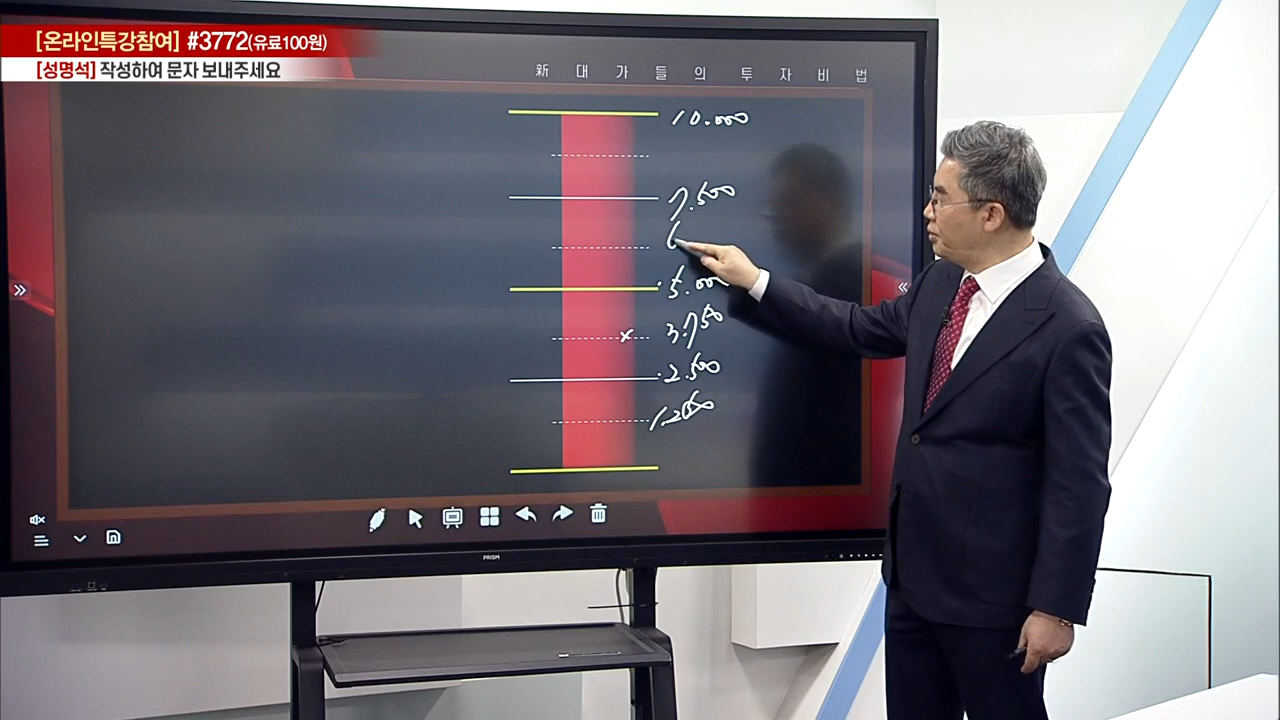 [온라인특강참여] #3772(유료100원)
[성명석] 작성하여 문자 보내주세요
新 대 가 들 의 투 자 비 법
10.000
7.500
6
5.000
3.750
2.500
1.250
PRISM